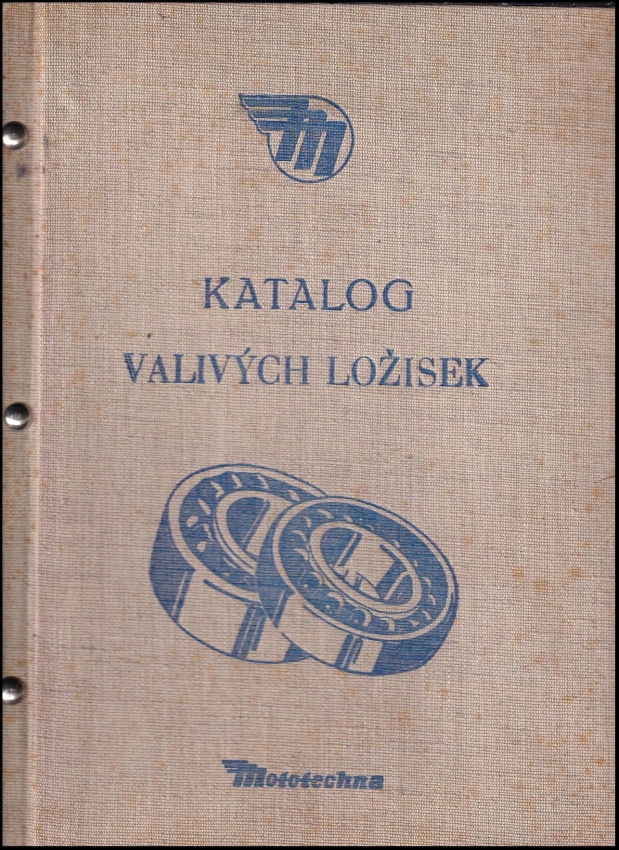 M
KATALOG
VALIVÝCH LOŽISEK
Mototechna